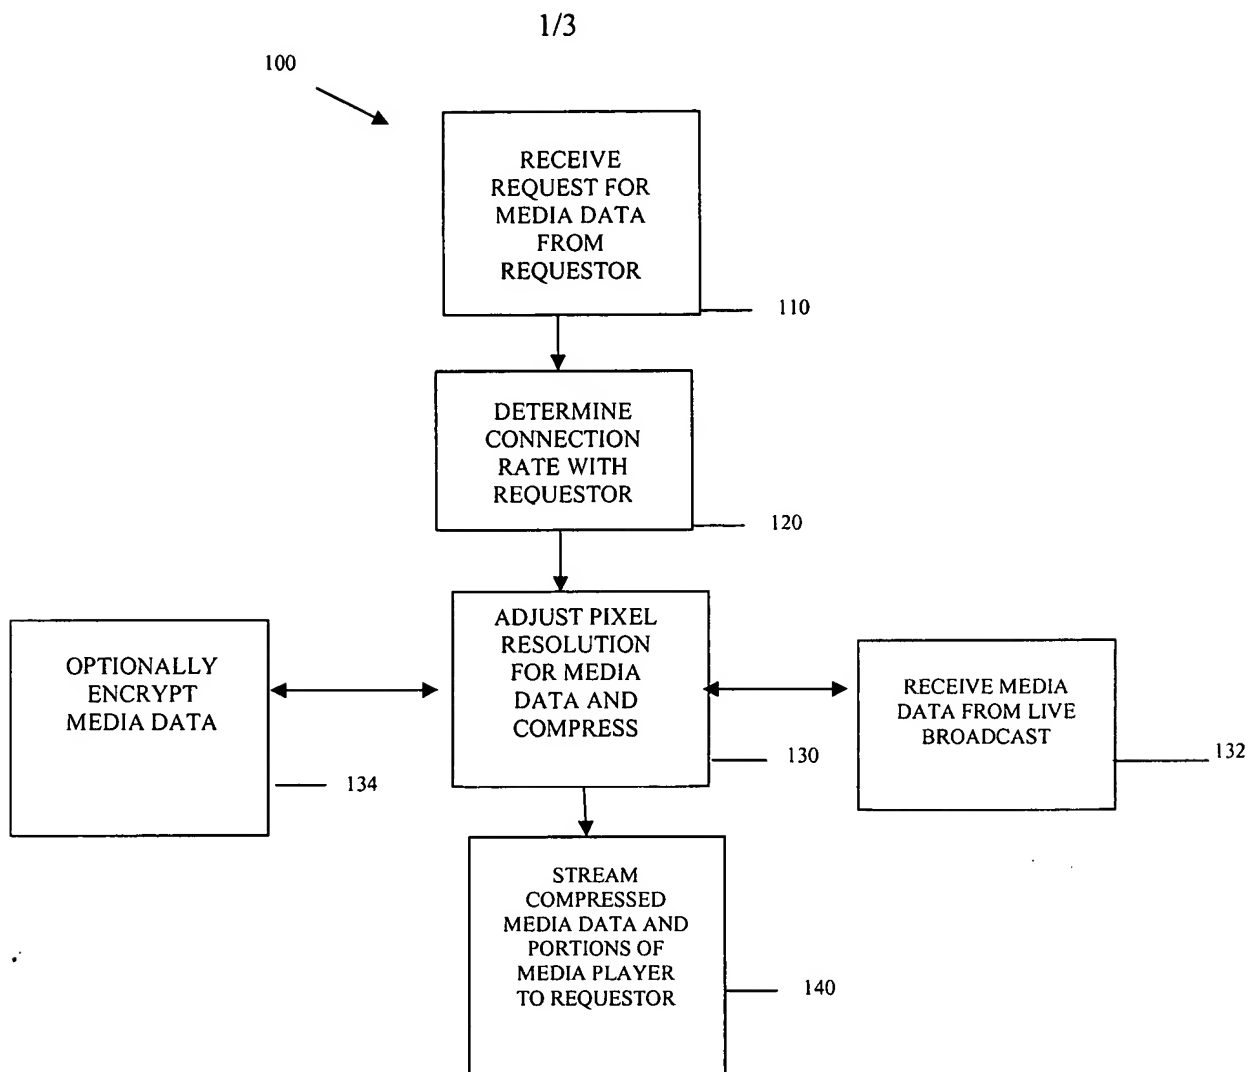 1/3
100
RECEIVE
REQUEST FOR
MEDIA DATA
FROM
REQUESTOR
110
DETERMINE
CONNECTION
RATE WITH
REQUESTOR
120
ADJUST PIXEL
RESOLUTION
FOR MEDIA
DATA AND
COMPRESS
130
OPTIONALLY
ENCRYPT
MEDIA DATA
134
RECEIVE MEDIA
DATA FROM LIVE
BROADCAST
132
STREAM
COMPRESSED
MEDIA DATA AND
PORTIONS OF
MEDIA PLAYER
TO REQUESTOR
140